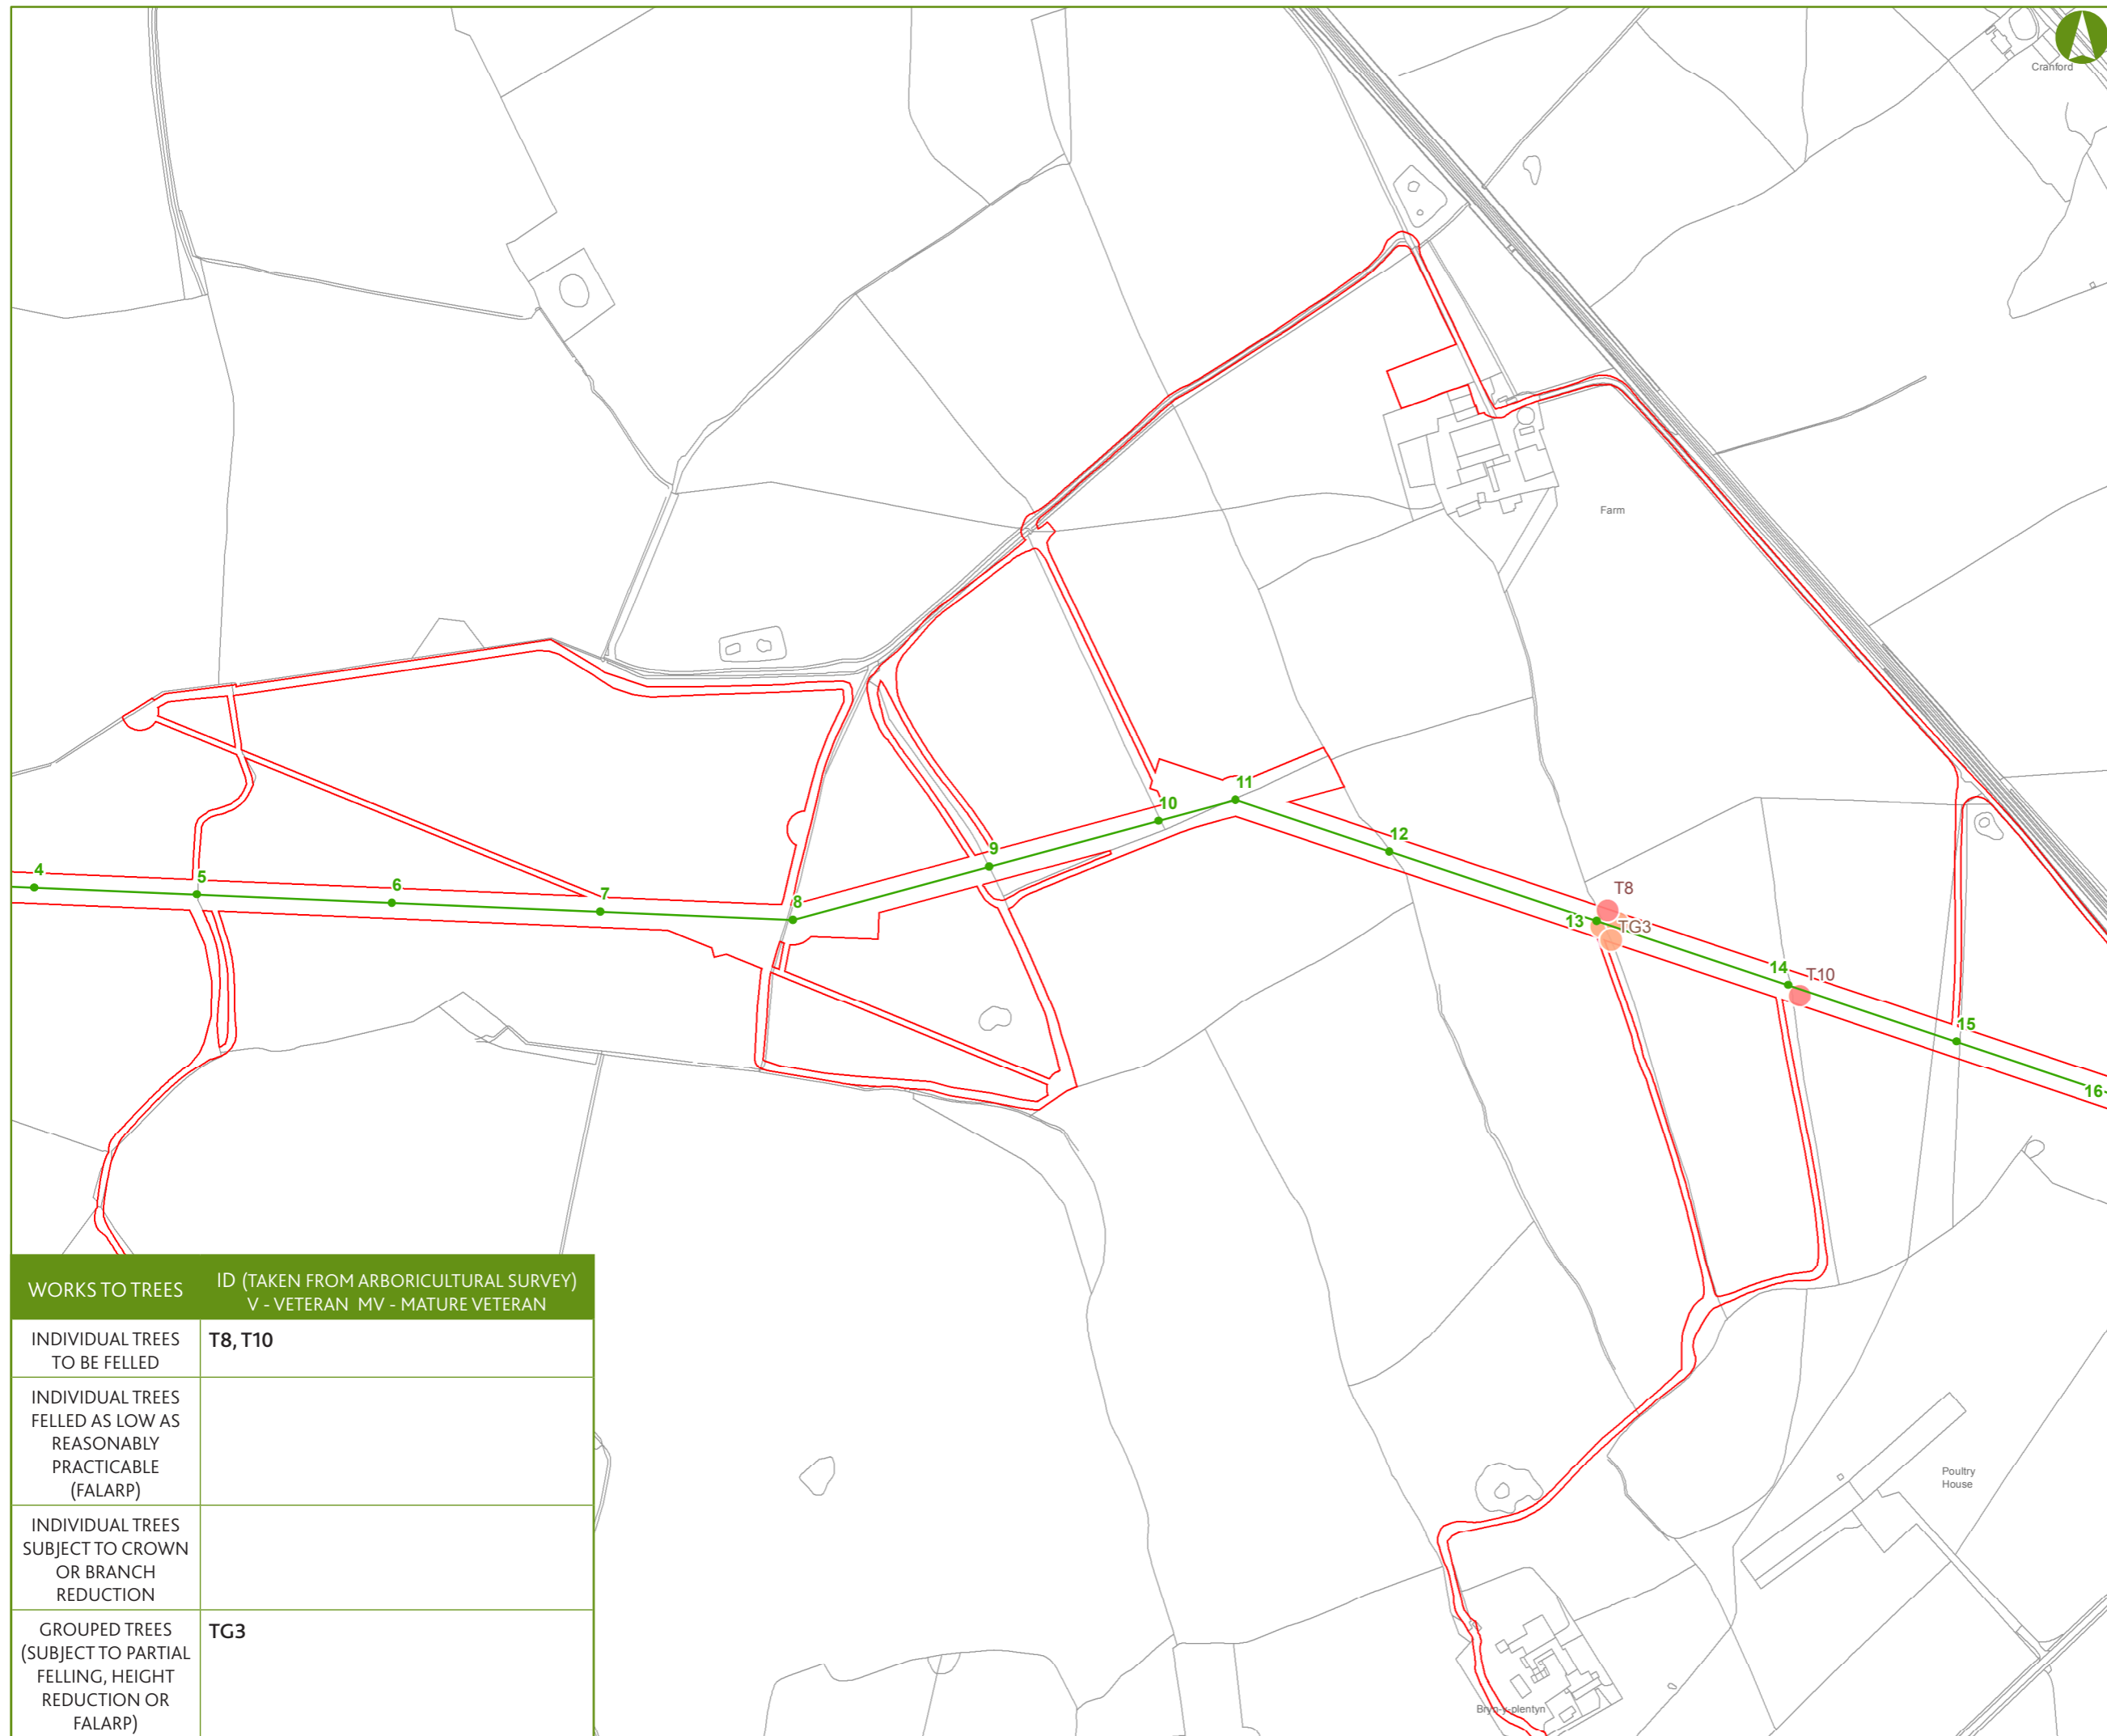 Cranford
Farm
11
10
12
9
T8
4
5
6
7
8
13
TG3
14
T10
15
16
WORKS TO TREES
ID (TAKEN FROM ARBORICULTURAL SURVEY)
V - VETERAN MV - MATURE VETERAN
INDIVIDUAL TREES
TO BE FELLED
T8, T10
INDIVIDUAL TREES
FELLED AS LOW AS
REASONABLY
PRACTICABLE
(FALARP)
INDIVIDUAL TREES
SUBJECT TO CROWN
OR BRANCH
REDUCTION
GROUPED TREES
(SUBJECT TO PARTIAL
FELLING, HEIGHT
REDUCTION OR
FALARP)
TG3
Poultry
House
Bryn-y-plentyn